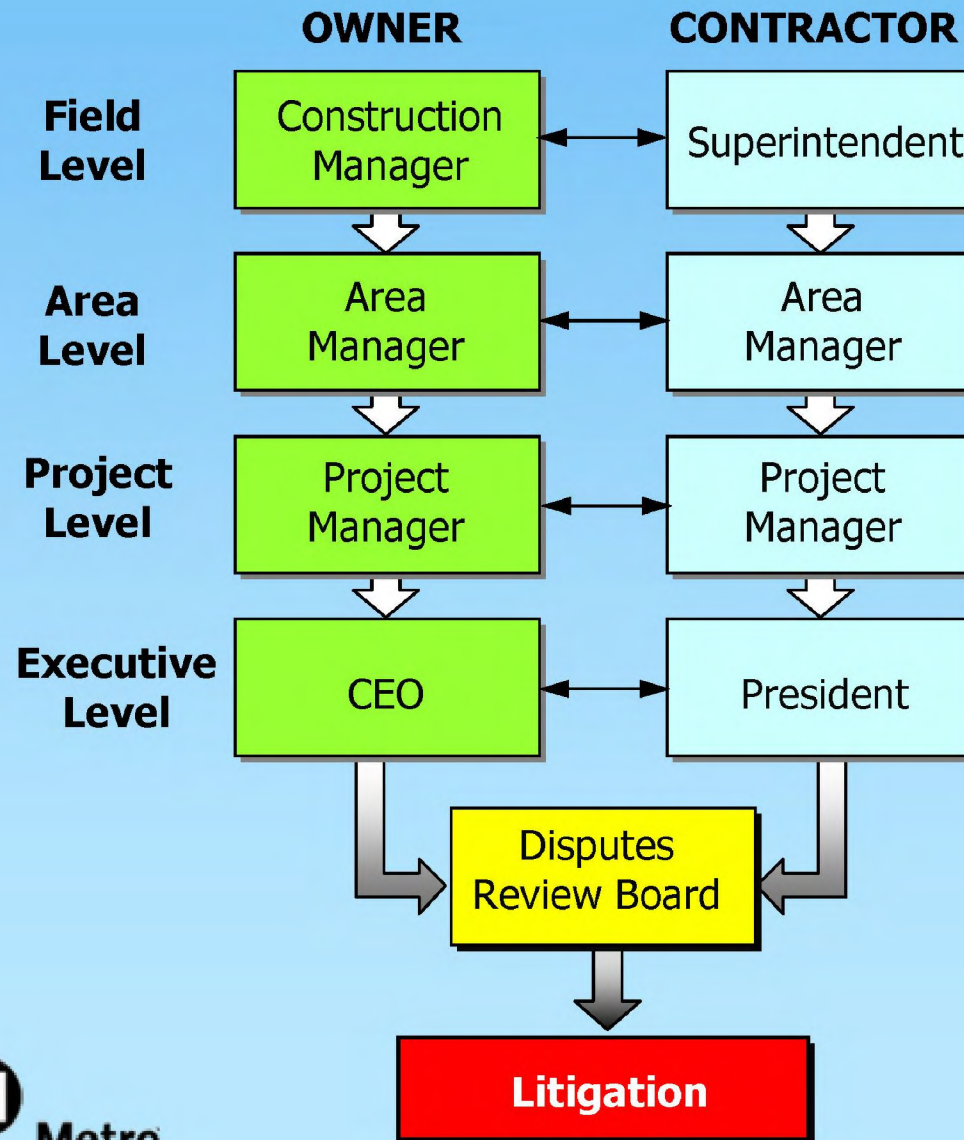 OWNER CONTRACTOR
Field
Level
Construction
Manager
Superintendent
Area
Level
Area
Manager
Area
Manager
Project
Level
Project
Manager
Project
Manager
Executive
Level
CEO
President
Disputes
Review Board
Litigation
Metro